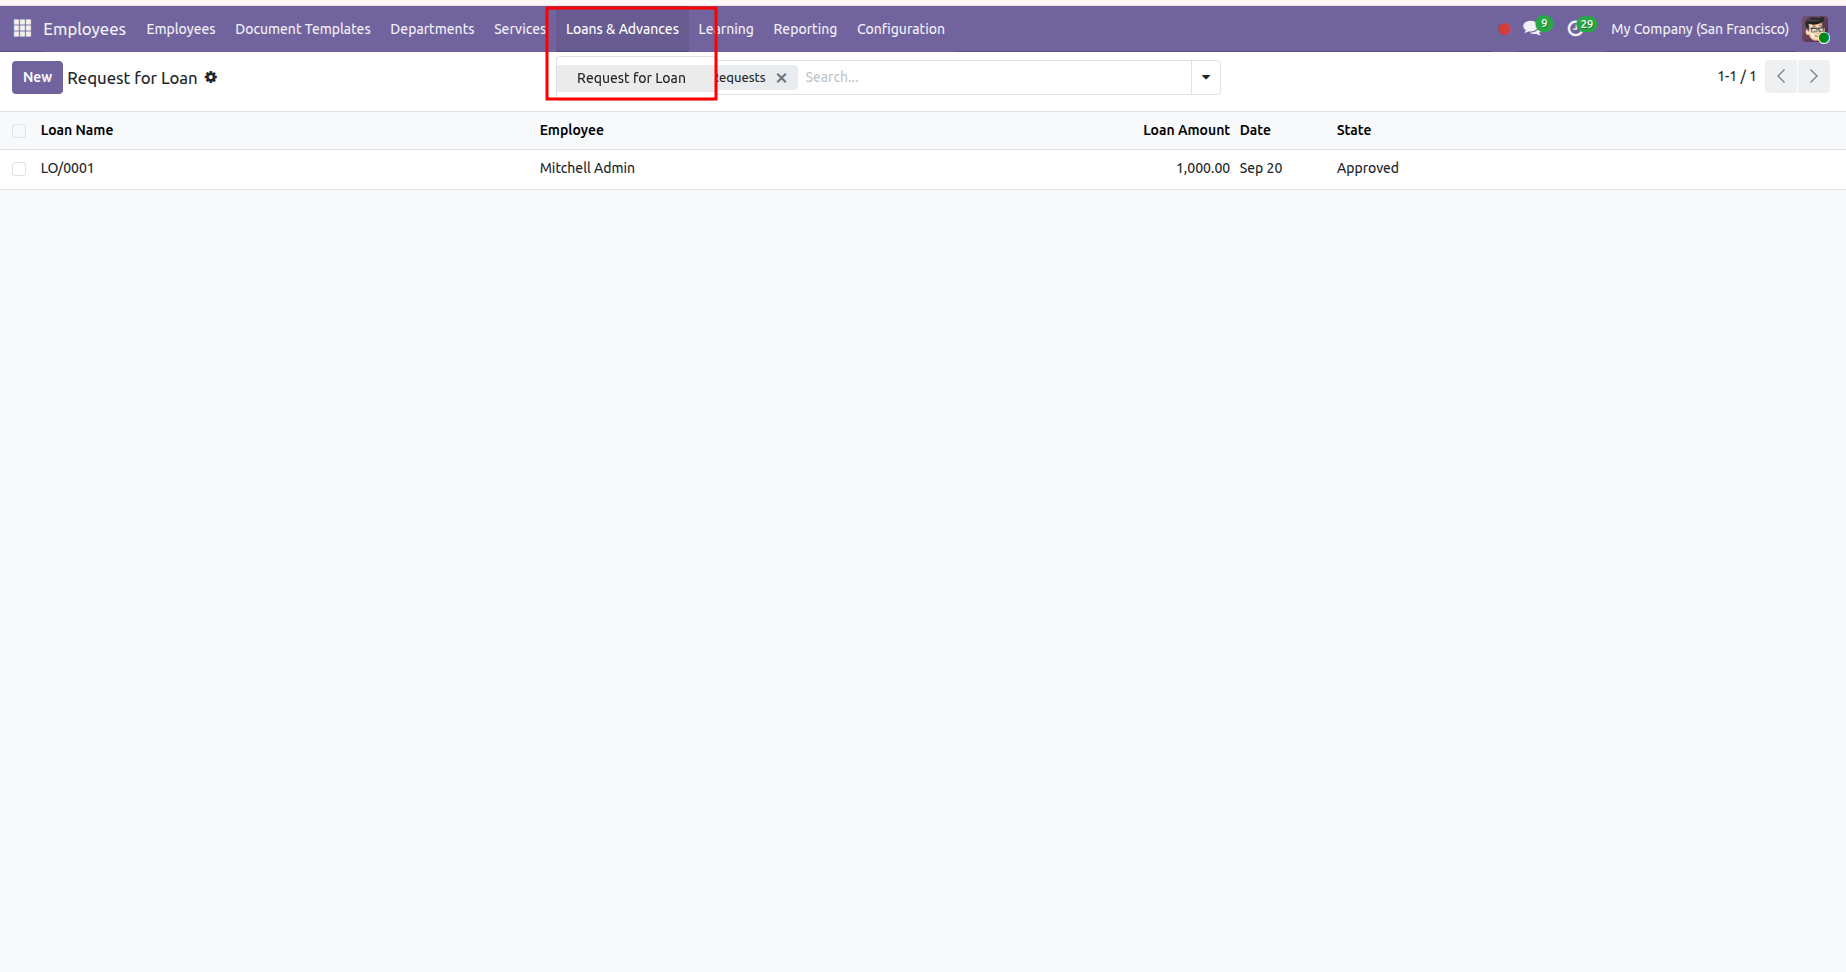 Employees Employees Document Templates Departments Services Loans & Advances Learning Reporting Configuration 9 29 My Company (San Francisco)
New Request for Loan Request for Loan equests Search... 1-1 / 1
Loan Name Employee Loan Amount Date State
LO/0001 Mitchell Admin 1,000.00 Sep 20 Approved